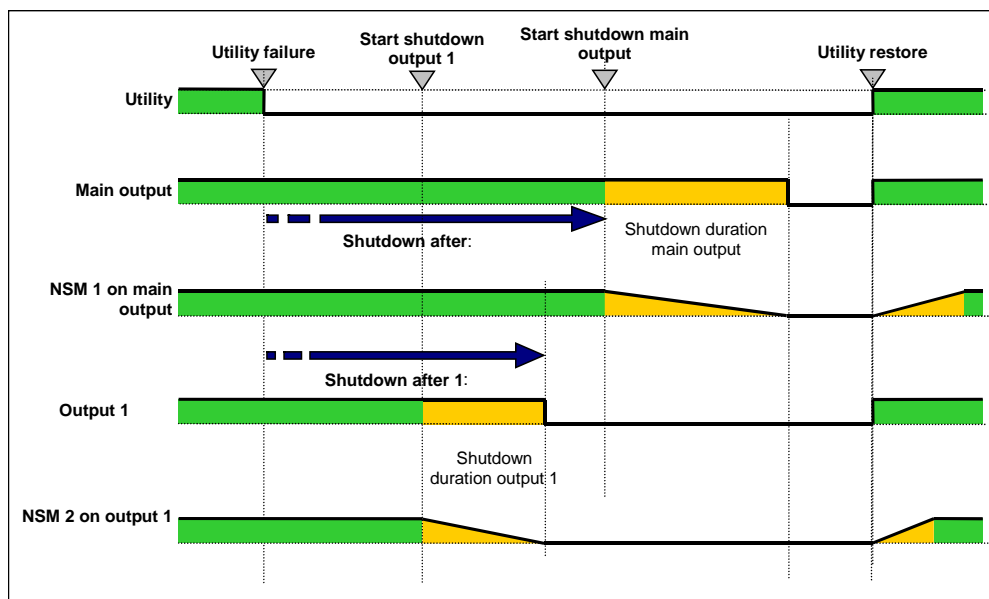 Utility failure
Start shutdown
output 1
Start shutdown main
output
Utility restore
Utility
Main output
Shutdown after:
Shutdown duration
main output
NSM 1 on main
output
Shutdown after 1:
Output 1
Shutdown
duration output 1
NSM 2 on output 1